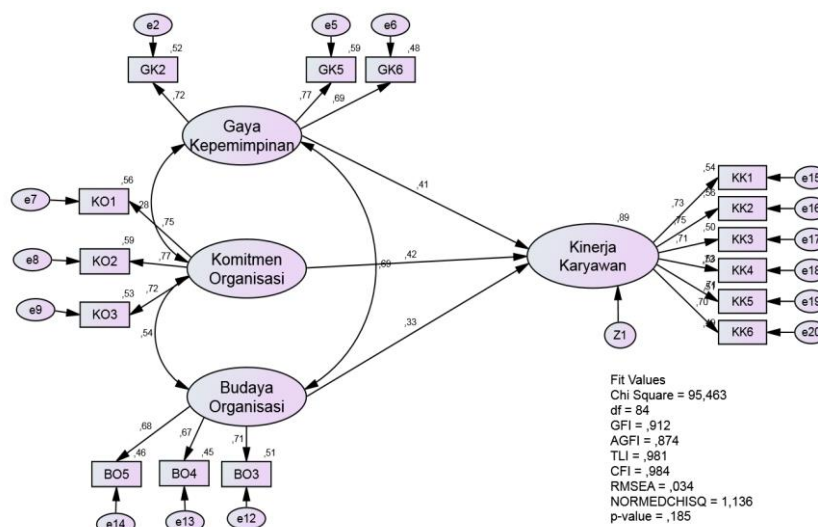 e2
e5
e6
,52
,59
,48
GK2
GK5
GK6
,72
,77
,69
Gaya
Kepemimpinan
,56
e7
KO1
,28
,75
,41
,59
e8
KO2
,77
Komitmen
Organisasi
,42
,53
e9
KO3
,72
,54
,69
,33
Budaya
Organisasi
,68
,67
,71
,46
,45
,51
BO5
BO4
BO3
e14
e13
e12
,89
Kinerja
Karyawan
Z1
,54
KK1
e15
,73
,56
KK2
e16
,75
,50
KK3
e17
,71
KK4
e18
KK5
e19
,70
KK6
e20
Fit Values
Chi Square = 95,463
df = 84
GFI = ,912
AGFI = ,874
TLI = ,981
CFI = ,984
RMSEA = ,034
NORMEDCHISQ = 1,136
p-value = ,185